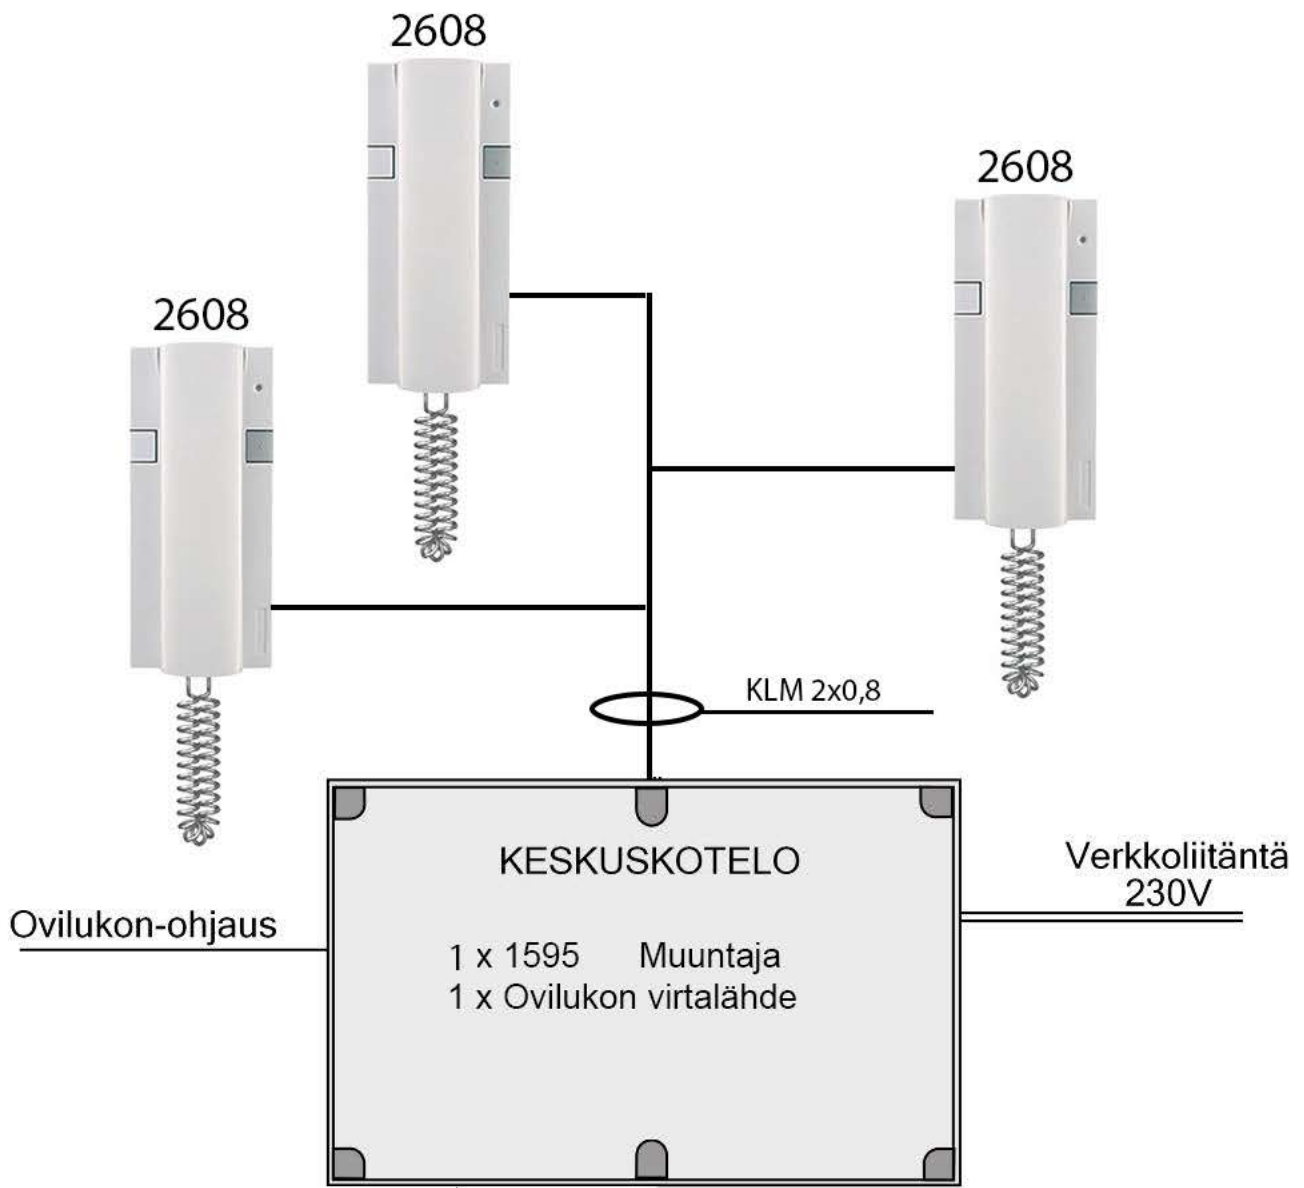 2608
2608
2608
KLM 2x0,8
KESKUSKOTELO
Verkkoliitäntä
230V
Ovilukon-ohjaus
1 x 1595 Muuntaja
1 x Ovilukon virtalähde